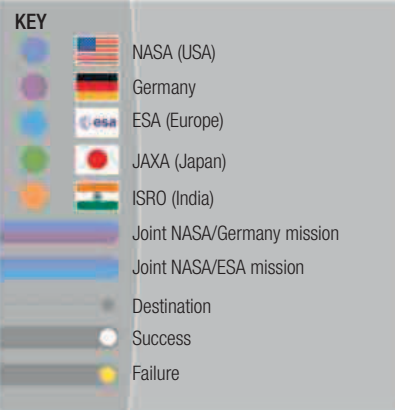 KEY
NASA (USA)
Germany
esa ESA (Europe)
JAXA (Japan)
ISRO (India)
Joint NASA/Germany mission
Joint NASA/ESA mission
Destination
Success
Failure